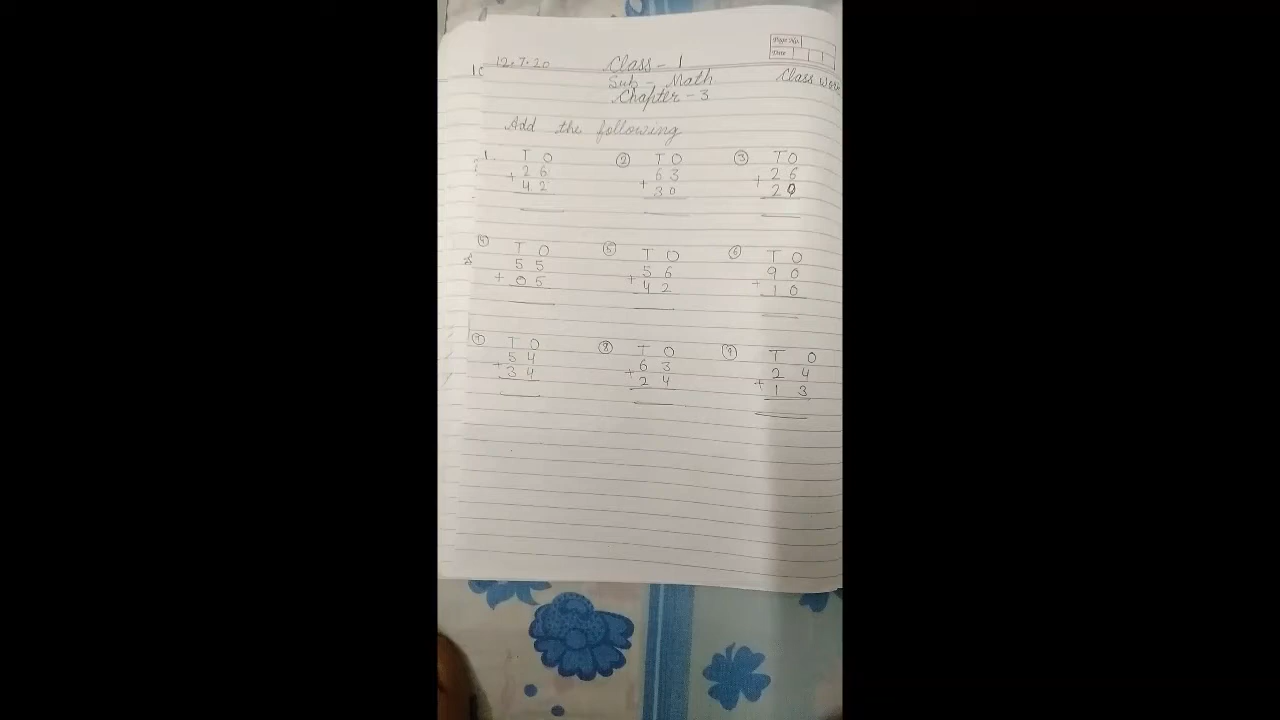 Page No.
Date
12.7.20 Class - 1
Sub - Math Class work
Chapter - 3
Add the following
1 T O ② T O ③ T O
+ 2 6 6 3 + 2 6
4 2 + 3 0 2 0
④ T O ⑤ T O ⑥ T O
5 5 5 6 9 0
+ 0 5 + 4 2 + 1 0
⑦ T O ⑧ T O ⑨ T O
5 4 6 3 2 4
+ 3 4 + 2 4 + 1 3